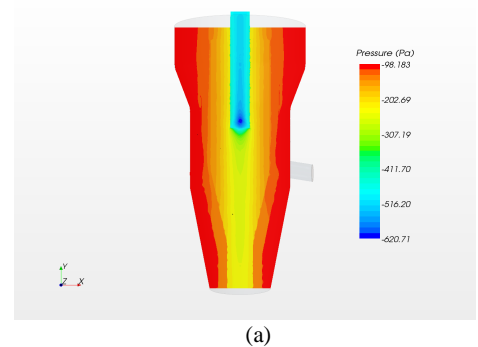 Pressure (Pa)
-98.183
-202.69
-307.19
-411.70
-516.20
-620.71
Y
Z X
(a)